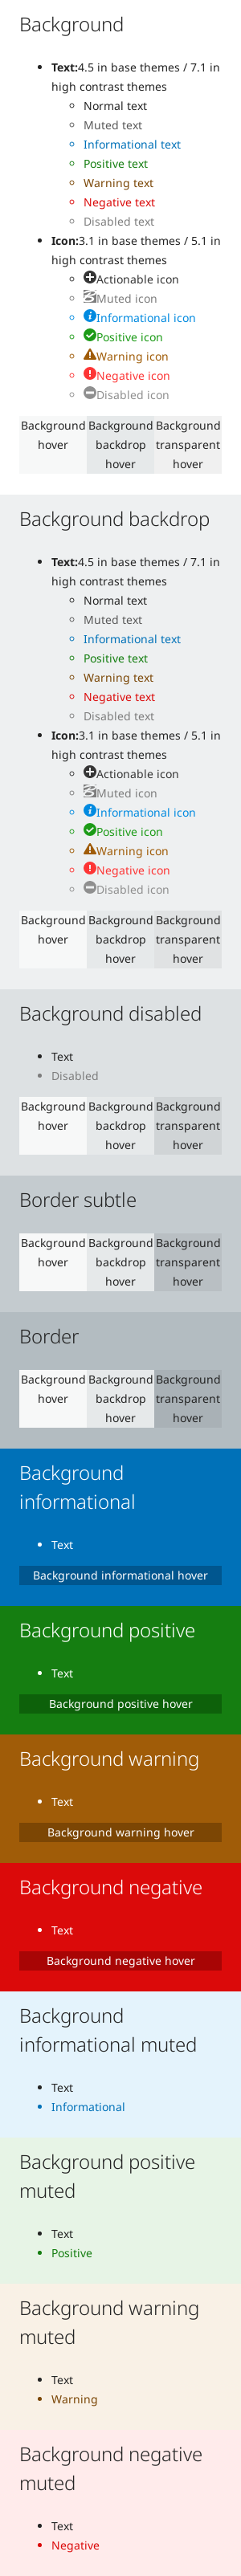 Background
Text:4.5 in base themes / 7.1 in
high contrast themes
Normal text
Muted text
Informational text
Positive text
Warning text
Negative text
Disabled text
Icon:3.1 in base themes / 5.1 in
high contrast themes
Actionable icon
Muted icon
Informational icon
Positive icon
Warning icon
Negative icon
Disabled icon
Background Background Background
hover backdrop transparent
hover hover
Background backdrop
Text:4.5 in base themes / 7.1 in
high contrast themes
Normal text
Muted text
Informational text
Positive text
Warning text
Negative text
Disabled text
Icon:3.1 in base themes / 5.1 in
high contrast themes
Actionable icon
Muted icon
Informational icon
Positive icon
Warning icon
Negative icon
Disabled icon
Background Background Background
hover backdrop transparent
hover hover
Background disabled
Text
Disabled
Background Background Background
hover backdrop transparent
hover hover
Border subtle
Background Background Background
hover backdrop transparent
hover hover
Border
Background Background Background
hover backdrop transparent
hover hover
Background
informational
Text
Background informational hover
Background positive
Text
Background positive hover
Background warning
Text
Background warning hover
Background negative
Text
Background negative hover
Background
informational muted
Text
Informational
Background positive
muted
Text
Positive
Background warning
muted
Text
Warning
Background negative
muted
Text
Negative